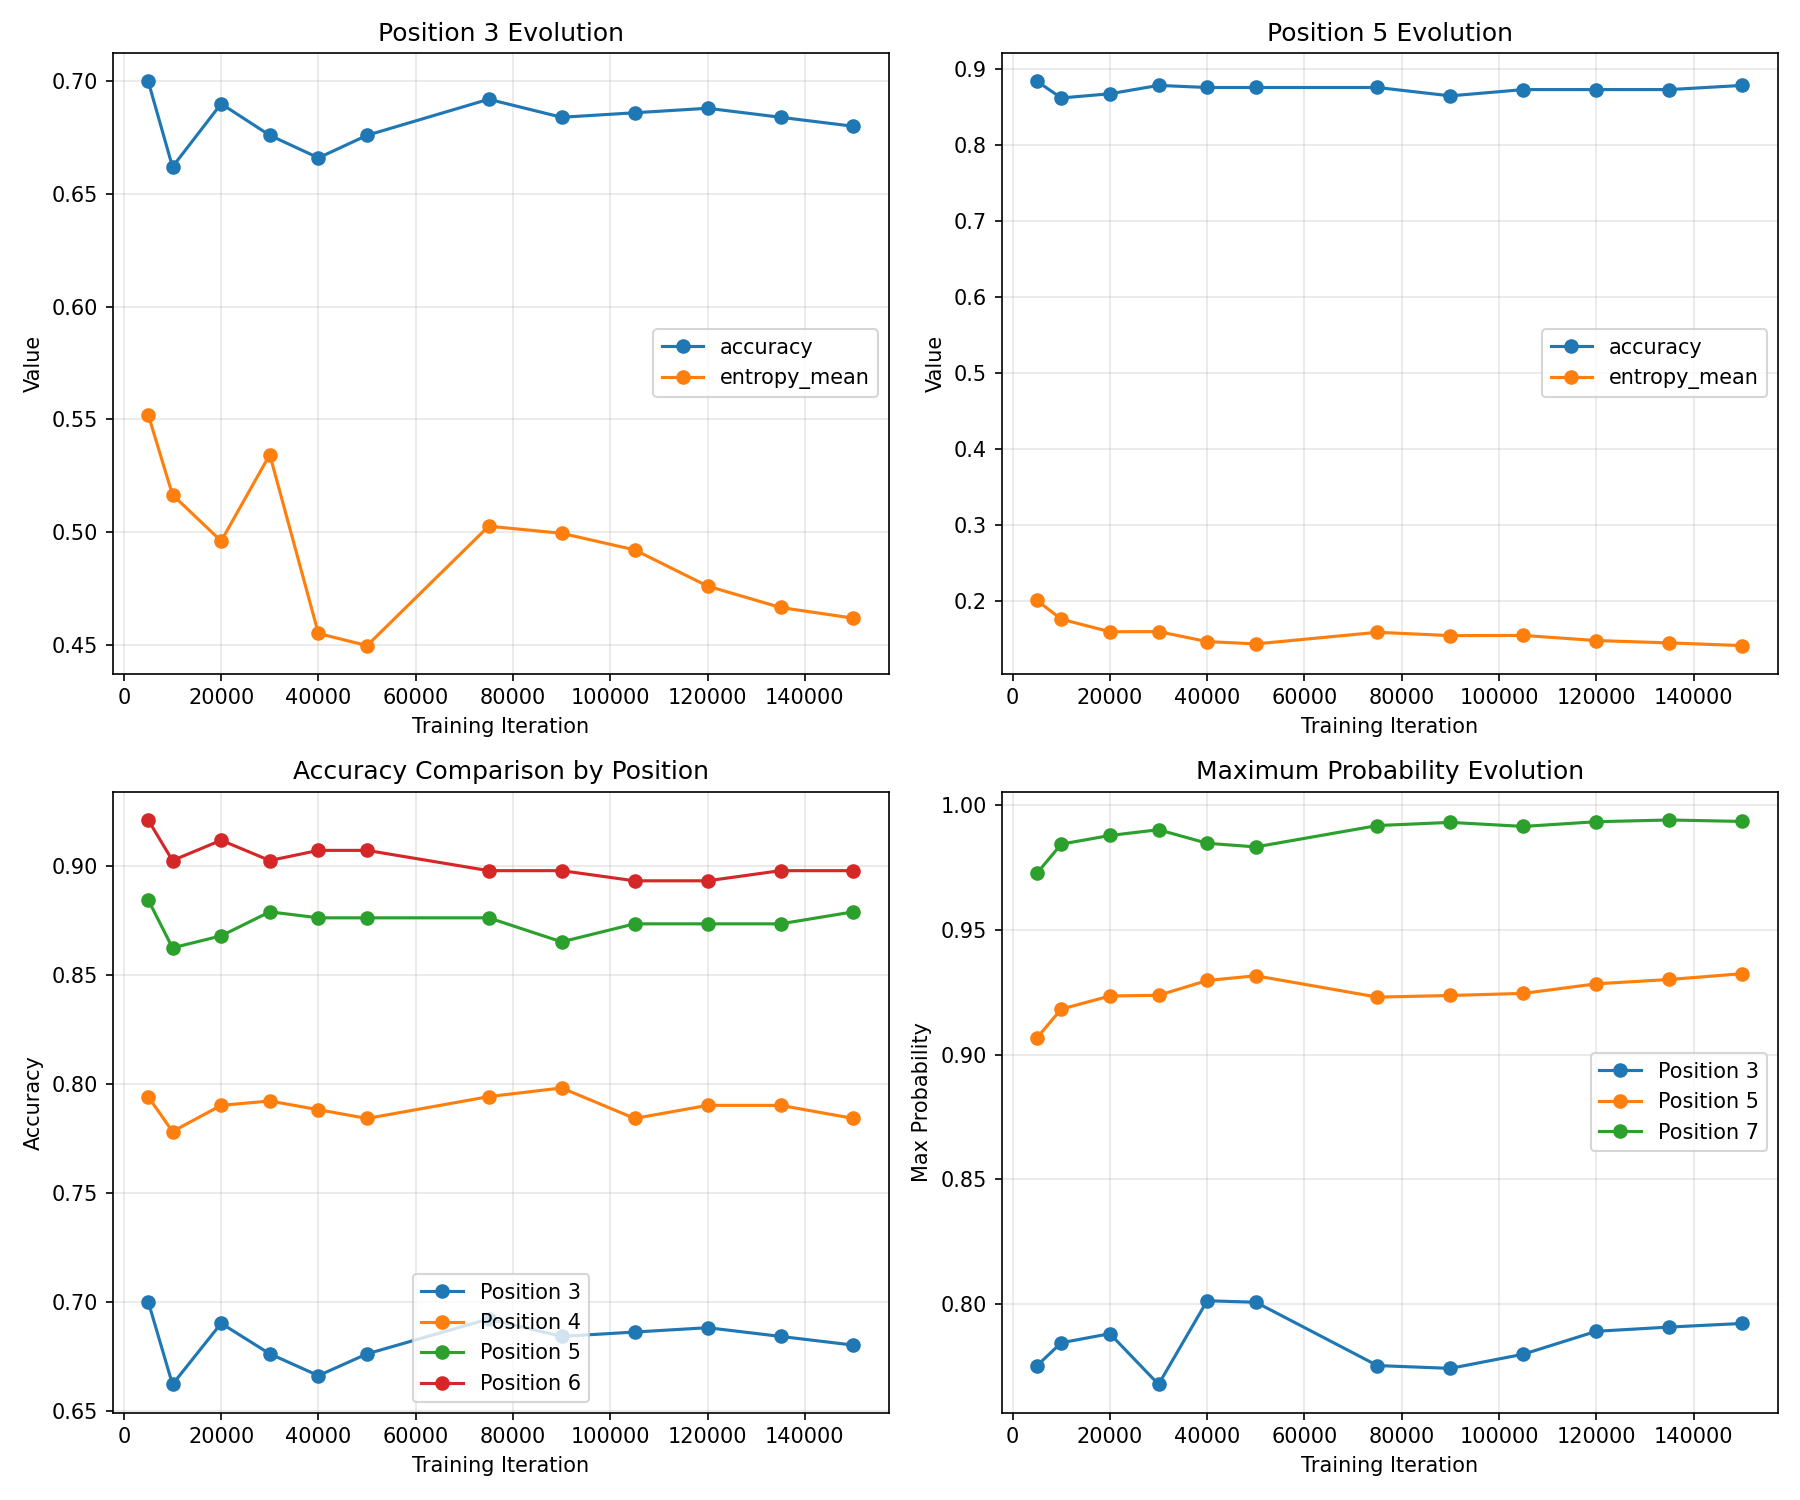 Position 3 Evolution
0.70
0.65
0.60
0.55
0.50
0.45
Value
accuracy
entropy_mean
0 20000 40000 60000 80000 100000 120000 140000
Training Iteration
Position 5 Evolution
0.9
0.8
0.7
0.6
0.5
0.4
0.3
0.2
Value
accuracy
entropy_mean
0 20000 40000 60000 80000 100000 120000 140000
Training Iteration
Accuracy Comparison by Position
0.90
0.85
0.80
0.75
0.70
0.65
Accuracy
Position 3
Position 4
Position 5
Position 6
0 20000 40000 60000 80000 100000 120000 140000
Training Iteration
Maximum Probability Evolution
1.00
0.95
0.90
0.85
0.80
Max Probability
Position 3
Position 5
Position 7
0 20000 40000 60000 80000 100000 120000 140000
Training Iteration